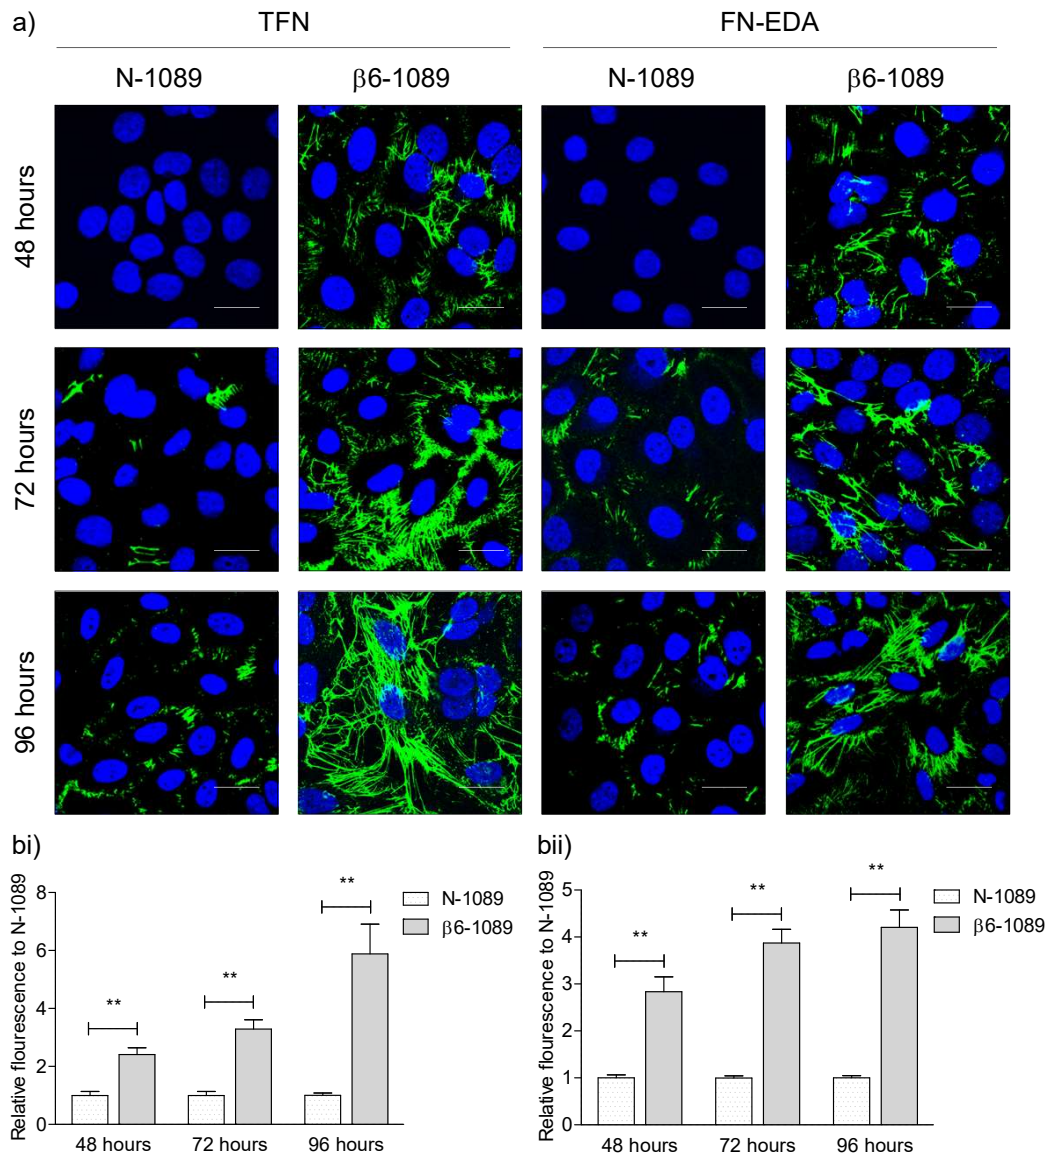 a)
TFN
FN-EDA
N-1089
β6-1089
N-1089
β6-1089
48 hours
72 hours
96 hours
bi)
Relative flourescence to N-1089
8
6
4
2
0
**
**
**
48 hours
72 hours
96 hours
N-1089
β6-1089
bii)
Relative flourescence to N-1089
5
4
3
2
1
0
**
**
**
48 hours
72 hours
96 hours
N-1089
β6-1089